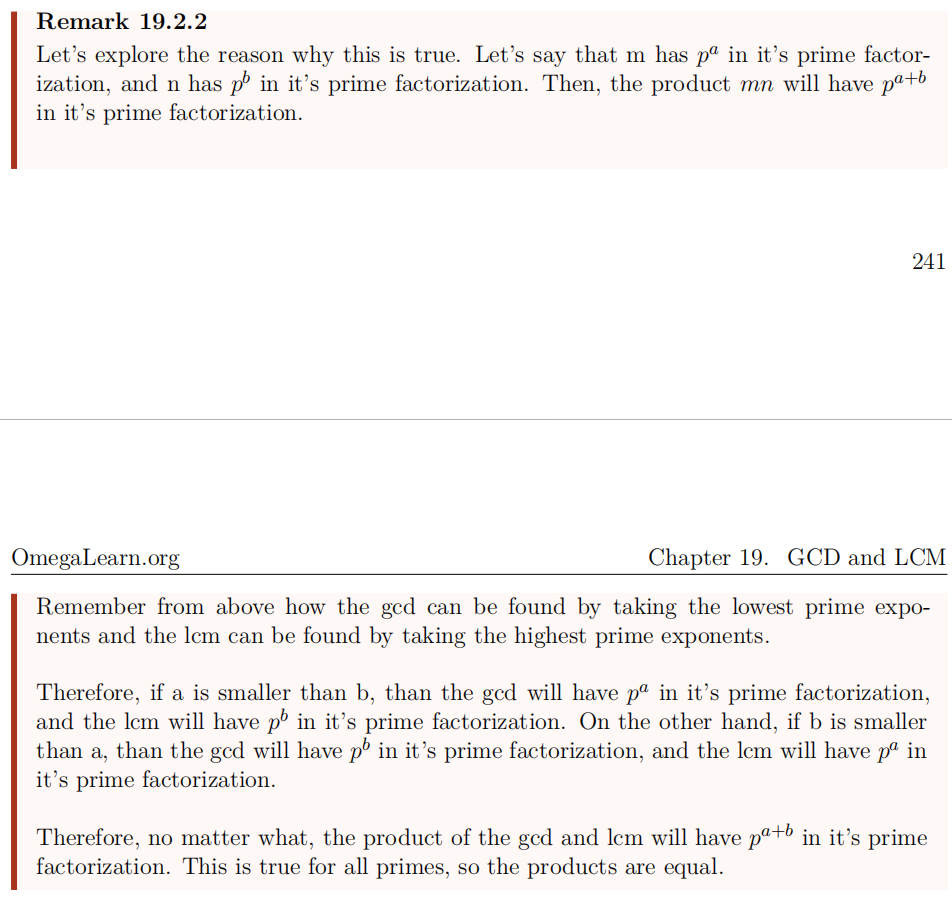 Remark 19.2.2
Let's explore the reason why this is true. Let's say that m has p^a in it's prime factor-
ization, and n has p^b in it's prime factorization. Then, the product mn will have p^{a+b}
in it's prime factorization.
241
OmegaLearn.org Chapter 19. GCD and LCM
Remember from above how the gcd can be found by taking the lowest prime expo-
nents and the lcm can be found by taking the highest prime exponents.
Therefore, if a is smaller than b, than the gcd will have p^a in it's prime factorization,
and the lcm will have p^b in it's prime factorization. On the other hand, if b is smaller
than a, than the gcd will have p^b in it's prime factorization, and the lcm will have p^a in
it's prime factorization.
Therefore, no matter what, the product of the gcd and lcm will have p^{a+b} in it's prime
factorization. This is true for all primes, so the products are equal.